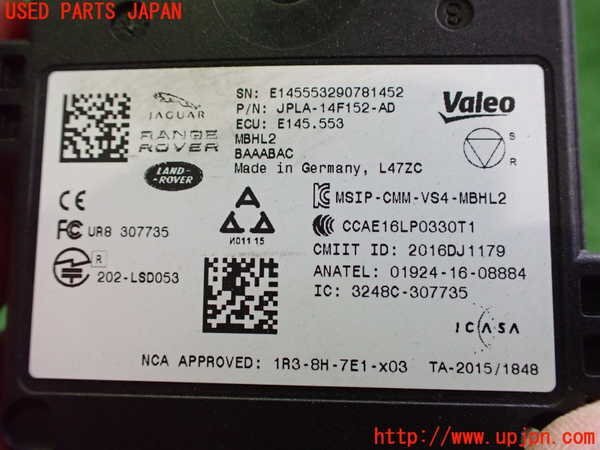 USED PARTS JAPAN
JAGUAR
RANGE ROVER
LAND-ROVER
SN: E145553290781452
P/N: JPLA-14F152-AD
ECU: E145.553
MBHL2
BAAABAC
Made in Germany, L47ZC
Valeo
S
R
CE
FC UR8 307735
R
202-LSD053
A
И011 15
MSIP-CMM-VS4-MBHL2
CCAE16LP0330T1
CMIIT ID: 2016DJ1179
ANATEL: 01924-16-08884
IC: 3248C-307735
ICASA
NCA APPROVED: 1R3-8H-7E1-x03
TA-2015/1848
http://www.upjpn.com/